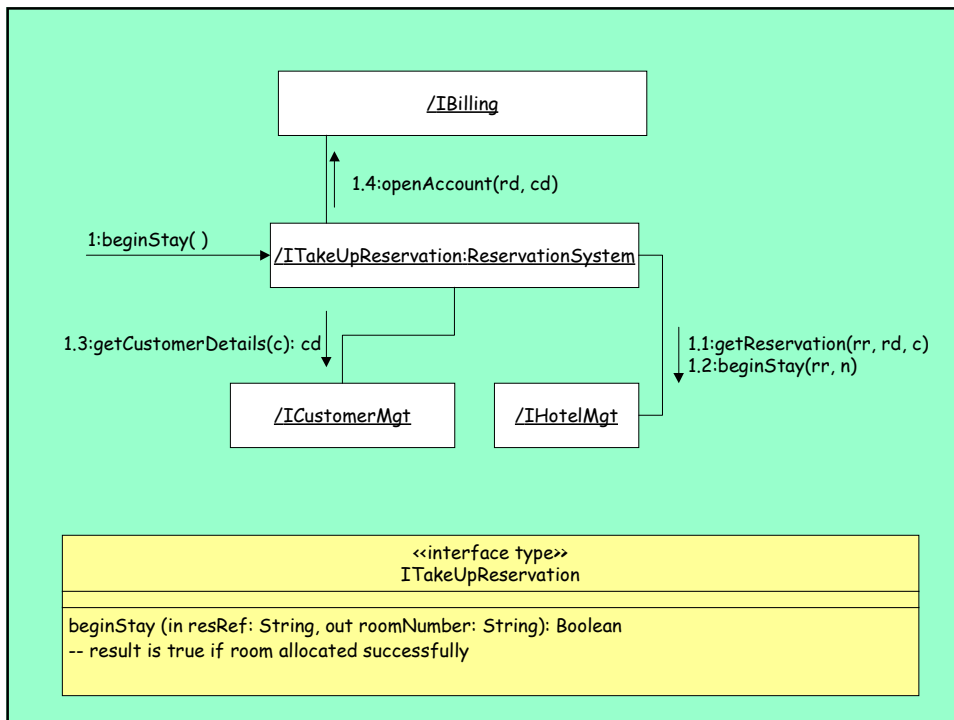 /IBilling
1.4:openAccount(rd, cd)
1:beginStay( )
/ITakeUpReservation:ReservationSystem
1.3:getCustomerDetails(c): cd
1.1:getReservation(rr, rd, c)
1.2:beginStay(rr, n)
/ICustomerMgt
/IHotelMgt
«interface type»
ITakeUpReservation
beginStay (in resRef: String, out roomNumber: String): Boolean
-- result is true if room allocated successfully